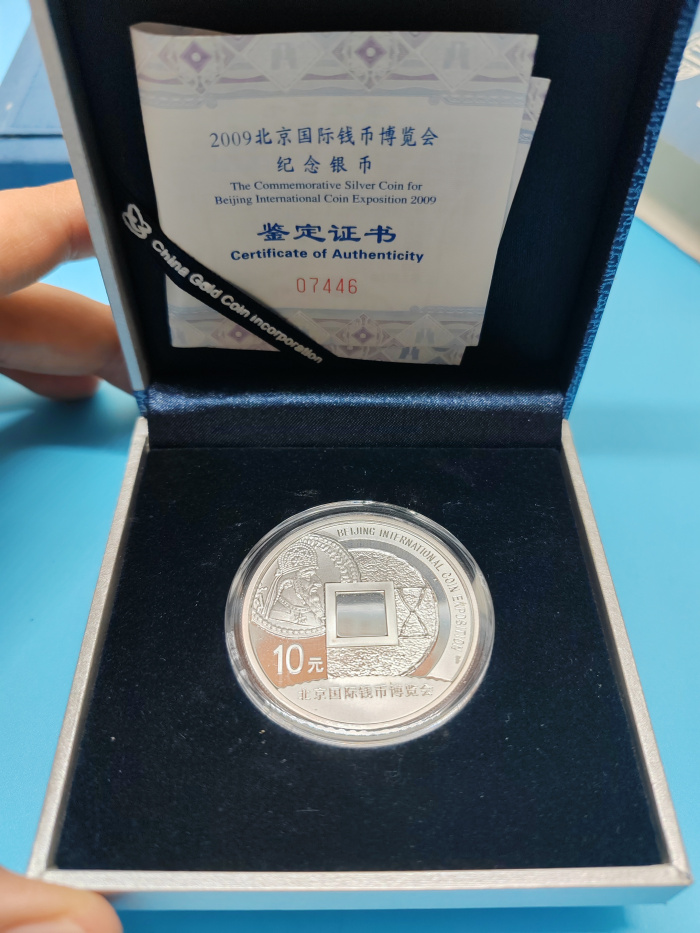 2009北京国际钱币博览会
纪念银币
The Commemorative Silver Coin for
Beijing International Coin Exposition 2009
鉴定证书
Certificate of Authenticity
07446
China Gold Coin Incorporation
BEIJING INTERNATIONAL COIN EXPOSITION
10元
北京国际钱币博览会